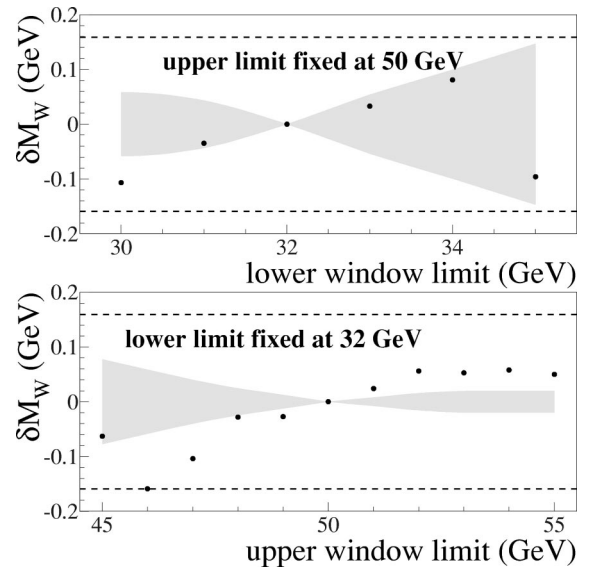 δM_W (GeV)
0.2
0.1
0
-0.1
-0.2
upper limit fixed at 50 GeV
30 32 34
lower window limit (GeV)
δM_W (GeV)
0.2
0.1
0
-0.1
-0.2
lower limit fixed at 32 GeV
45 50 55
upper window limit (GeV)